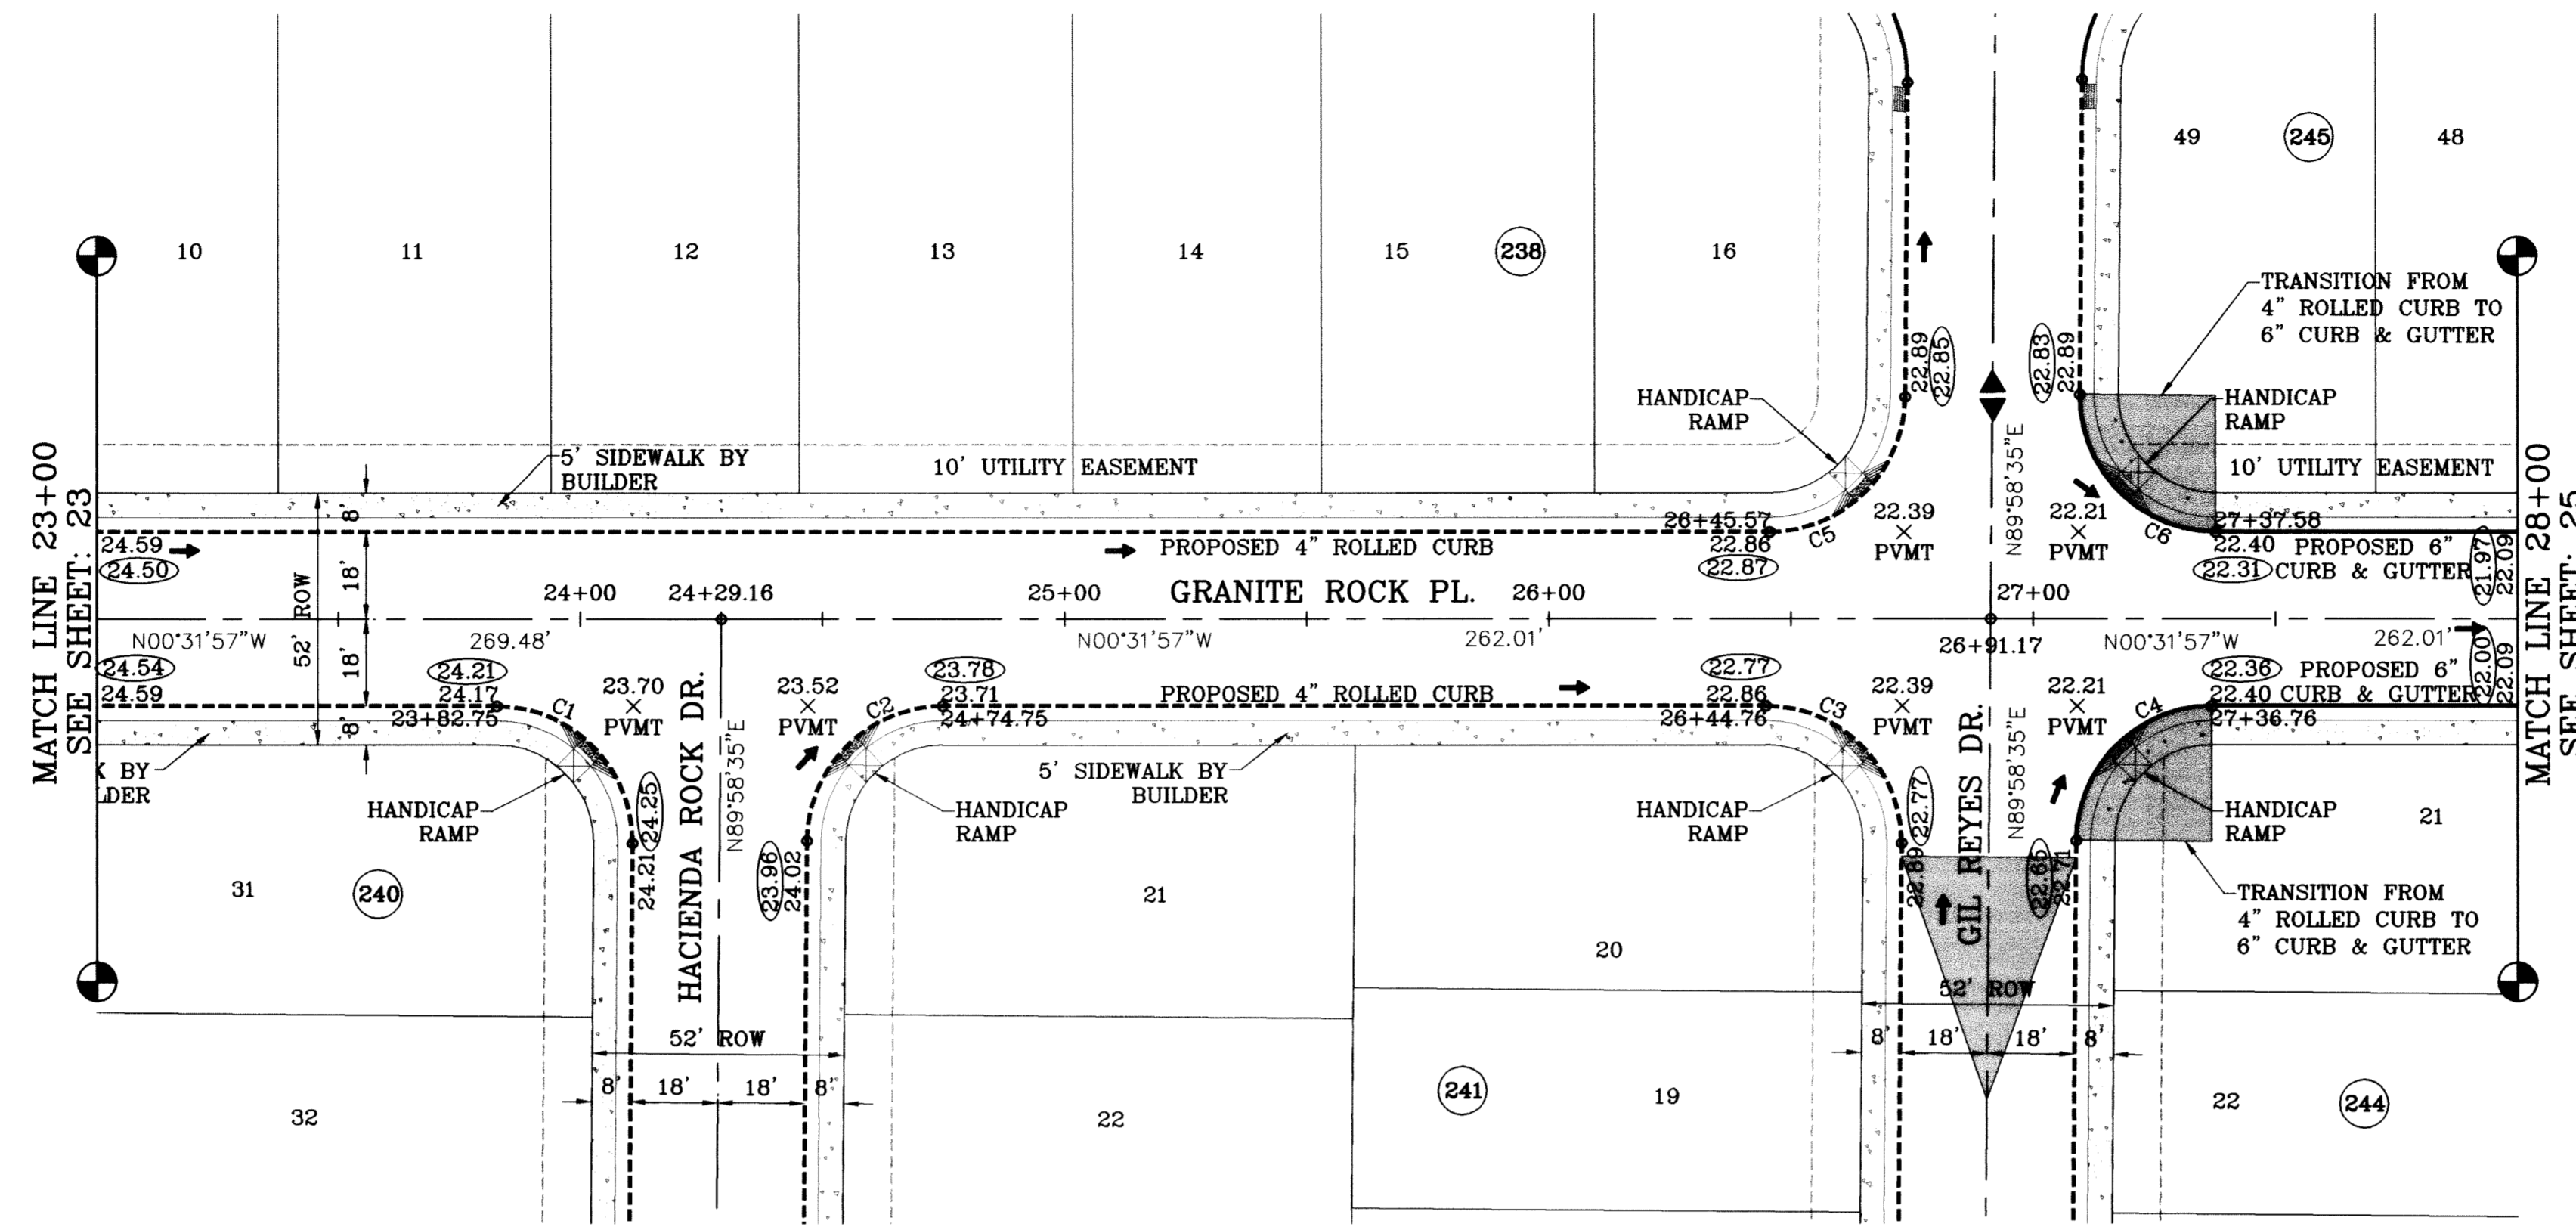 49
245
48
10
11
12
13
14
15
238
16
TRANSITION FROM
4" ROLLED CURB TO
6" CURB & GUTTER
22.89
22.85
22.83
22.89
HANDICAP
RAMP
HANDICAP
RAMP
N89°58'35"E
5' SIDEWALK BY
BUILDER
10' UTILITY EASEMENT
10' UTILITY EASEMENT
MATCH LINE 23+00
SEE SHEET: 23
MATCH LINE 28+00
SEE SHEET: 25
8'
18'
52' ROW
18'
8'
26+45.57
C5
22.39
PVMT
22.21
PVMT
C6
27+37.58
24.59
24.50
PROPOSED 4" ROLLED CURB
22.86
22.87
22.40 PROPOSED 6"
22.31 CURB & GUTTER
21.97
22.09
24+00
24+29.16
25+00
GRANITE ROCK PL.
26+00
27+00
N00°31'57"W
269.48'
N00°31'57"W
262.01'
26+91.17
N00°31'57"W
262.01'
24.54
24.59
24.21
24.17
23+82.75
C1
23.70
PVMT
23.52
PVMT
C2
23.78
23.71
24+74.75
PROPOSED 4" ROLLED CURB
22.77
22.86
26+44.76
C3
22.39
PVMT
22.21
PVMT
C4
22.36 PROPOSED 6"
22.40 CURB & GUTTER
27+36.76
22.00
22.09
K BY
LDER
HACIENDA ROCK DR.
N89°58'35"E
5' SIDEWALK BY
BUILDER
GIL REYES DR.
N89°58'35"E
HANDICAP
RAMP
24.25
24.21
23.96
24.02
HANDICAP
RAMP
HANDICAP
RAMP
22.77
22.89
22.65
22.71
HANDICAP
RAMP
21
31
240
21
20
TRANSITION FROM
4" ROLLED CURB TO
6" CURB & GUTTER
52' ROW
8'
18'
18'
8'
52' ROW
8'
18'
18'
8'
32
22
241
19
22
244